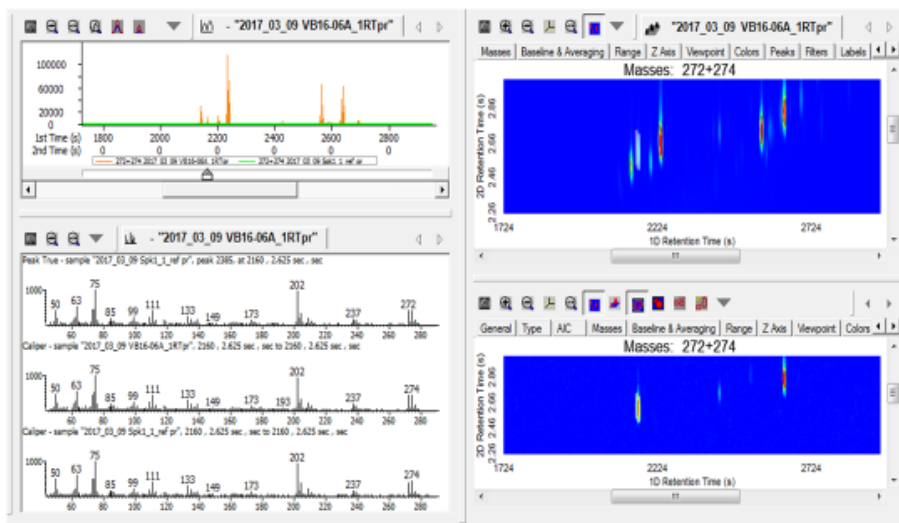 - "2017_03_09 VB16-06A_1RTpr"
100000
60000
20000
0
1st Time (s) 1800 2000 2200 2400 2600 2800
2nd Time (s) 0 0 0 0 0 0
272+274 2017_03_09 VB16-06A_1RTpr 272+274 2017_03_09 Spk1_1_ref pr
- "2017_03_09 VB16-06A_1RTpr"
Peak True - sample "2017_03_09 Spk1_1_ref pr", peak 2385, at 2160 , 2.625 sec , sec
1000
50 63 75 85 99 111 133 149 173 202 237 272
60 80 100 120 140 160 180 200 220 240 260 280
Caliper - sample "2017_03_09 VB16-06A_1RTpr", 2160 , 2.625 sec , sec to 2160 , 2.625 sec , sec
1000
50 63 75 85 99 111 133 149 173 193 202 237 274
60 80 100 120 140 160 180 200 220 240 260 280
Caliper - sample "2017_03_09 Spk1_1_ref pr", 2160 , 2.625 sec , sec to 2160 , 2.625 sec , sec
1000
50 63 75 85 99 111 133 149 173 202 237 274
60 80 100 120 140 160 180 200 220 240 260 280
"2017_03_09 VB16-06A_1RTpr"
Masses Baseline & Averaging Range Z Axis Viewpoint Colors Peaks Filters Labels
Masses: 272+274
2D Retention Time (s)
2.26 2.46 2.66 2.86
1724 2224 2724
1D Retention Time (s)
General Type AIC Masses Baseline & Averaging Range Z Axis Viewpoint Colors
Masses: 272+274
2D Retention Time (s)
2.26 2.46 2.66 2.86
1724 2224 2724
1D Retention Time (s)